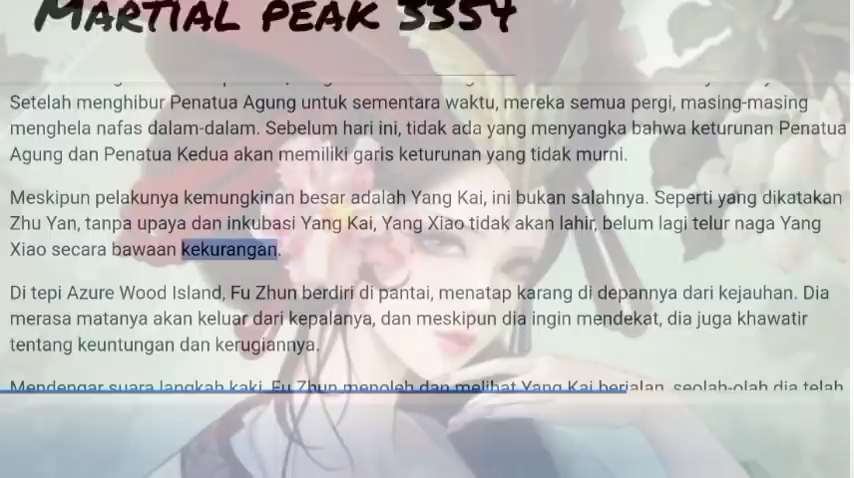 MARTIAL PEAK 3354
Setelah menghibur Penatua Agung untuk sementara waktu, mereka semua pergi, masing-masing
menghela nafas dalam-dalam. Sebelum hari ini, tidak ada yang menyangka bahwa keturunan Penatua
Agung dan Penatua Kedua akan memiliki garis keturunan yang tidak murni.
Meskipun pelakunya kemungkinan besar adalah Yang Kai, ini bukan salahnya. Seperti yang dikatakan
Zhu Yan, tanpa upaya dan inkubasi Yang Kai, Yang Xiao tidak akan lahir, belum lagi telur naga Yang
Xiao secara bawaan kekurangan.
Di tepi Azure Wood Island, Fu Zhun berdiri di pantai, menatap karang di depannya dari kejauhan. Dia
merasa matanya akan keluar dari kepalanya, dan meskipun dia ingin mendekat, dia juga khawatir
tentang keuntungan dan kerugiannya.
Mendengar suara langkah kaki, Fu Zhun menoleh dan melihat Yang Kai berjalan, seolah-olah dia telah